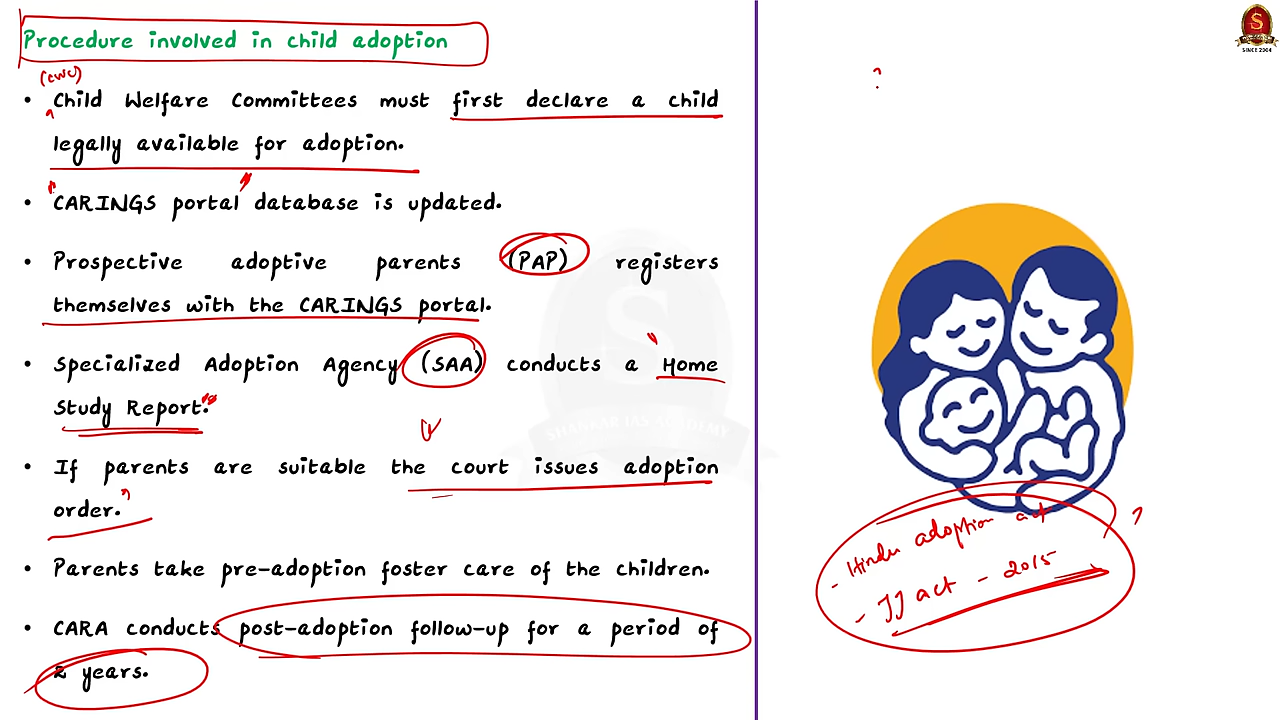 Procedure involved in child adoption
(CWC)
• Child Welfare Committees must first declare a child
legally available for adoption.
• CARINGS portal database is updated.
• Prospective adoptive parents (PAP) registers
themselves with the CARINGS portal.
• Specialized Adoption Agency (SAA) conducts a Home
Study Report.
• If parents are suitable the court issues adoption
order.
• Parents take pre-adoption foster care of the children.
• CARA conducts post-adoption follow-up for a period of
2 years.
?
- Hindu adoption act
- JJ act - 2015
?
S
SINCE 2004
S
SHANKAR IAS ACADEMY